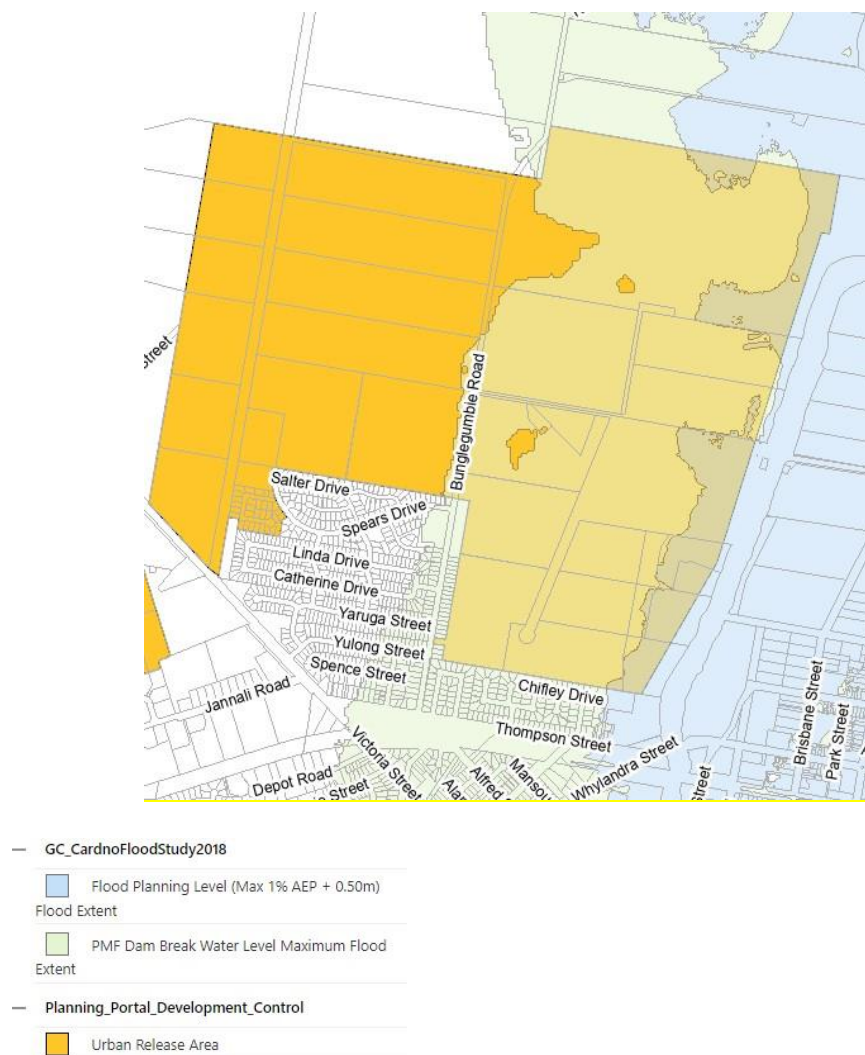 Street
Bunglegumbie Road
Salter Drive
Spears Drive
Linda Drive
Catherine Drive
Yaruga Street
Yulong Street
Spence Street
Chifley Drive
Jannali Road
Thompson Street
Brisbane Street
Park Street
Whylandra Street
Victoria Street
Depot Road
Street
Street
GC_CardnoFloodStudy2018
Flood Planning Level (Max 1% AEP + 0.50m)
Flood Extent
PMF Dam Break Water Level Maximum Flood
Extent
Planning_Portal_Development_Control
Urban Release Area